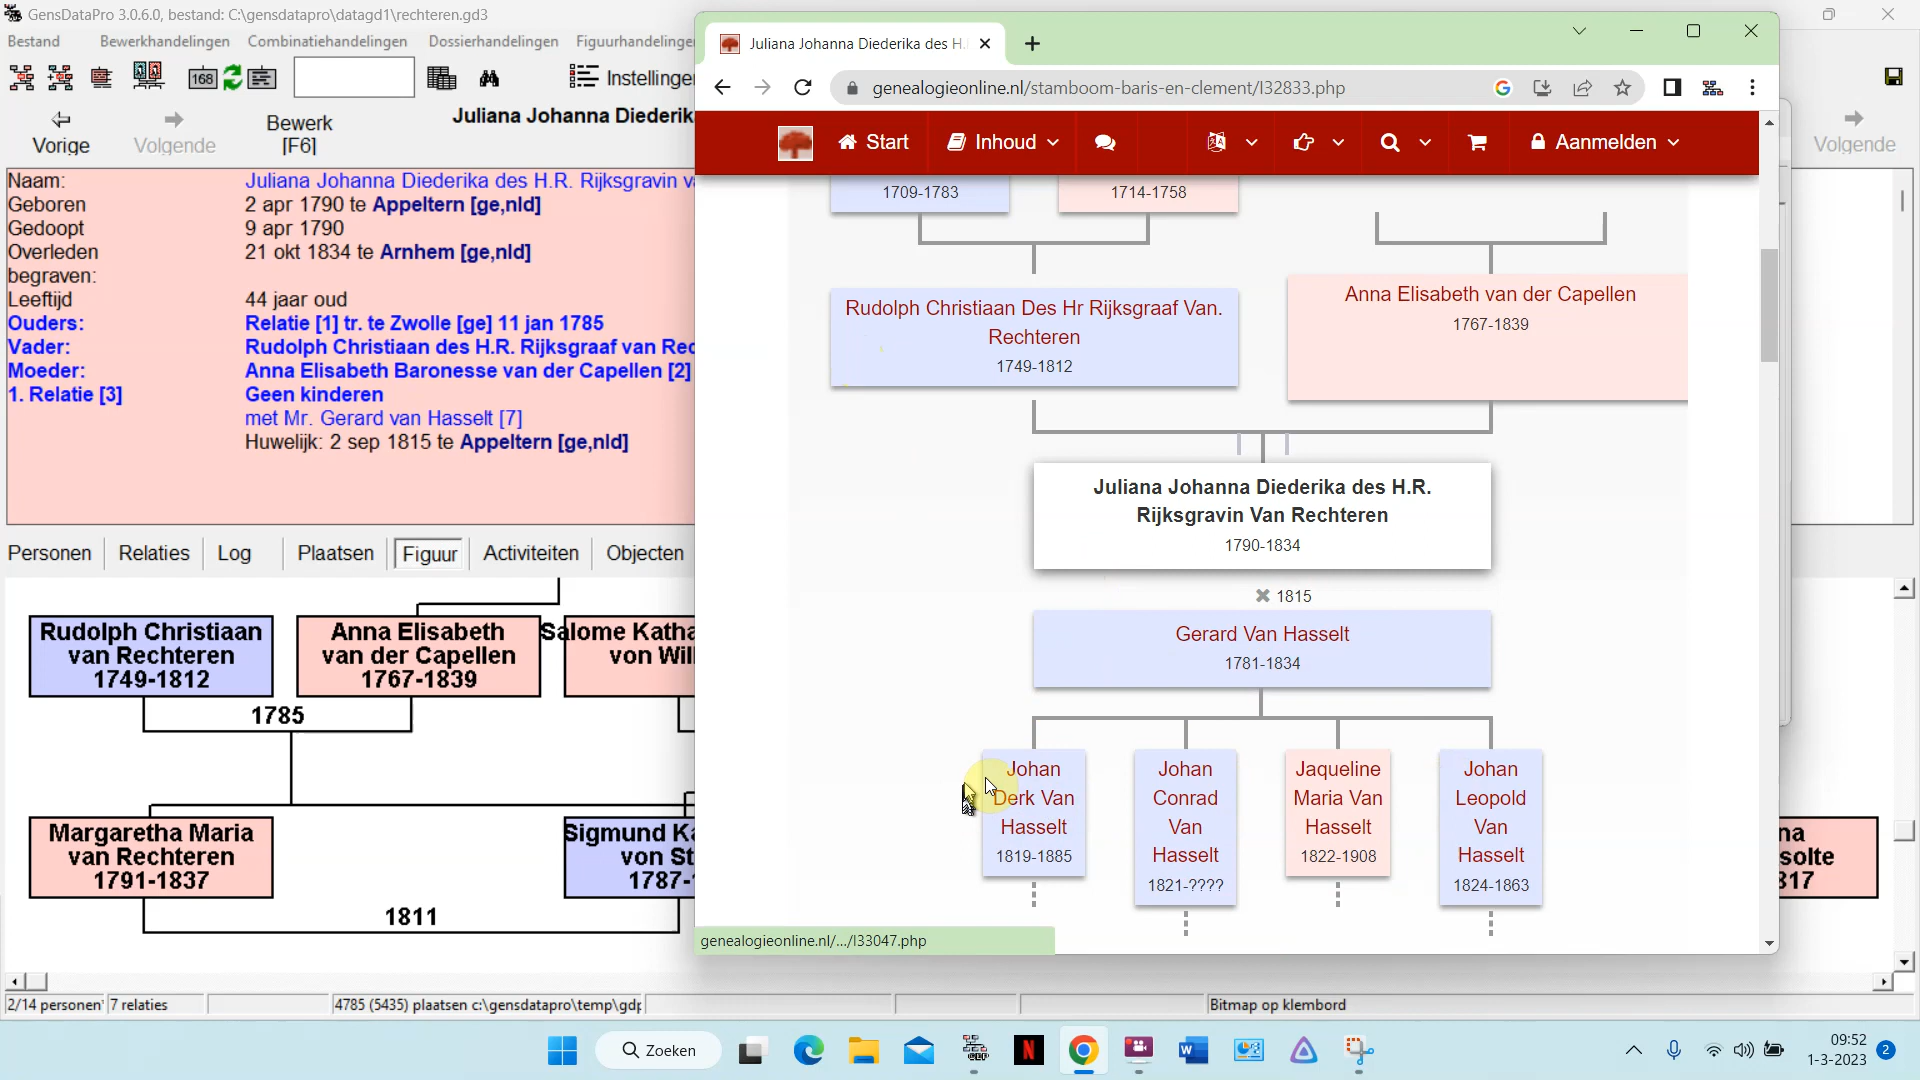 GensDataPro 3.0.6.0, bestand: C:\gensdatapro\datagd1\rechteren.gd3
Bestand Bewerkhandelingen Combinatiehandelingen Dossierhandelingen Figuurhandelingen
168
Instellingen
Vorige
Volgende
Bewerk
[F6]
Juliana Johanna Diederik
Volgende
Naam: Juliana Johanna Diederika des H.R. Rijksgravin v
Geboren 2 apr 1790 te Appeltern [ge,nld]
Gedoopt 9 apr 1790
Overleden 21 okt 1834 te Arnhem [ge,nld]
begraven:
Leeftijd 44 jaar oud
Ouders: Relatie [1] tr. te Zwolle [ge] 11 jan 1785
Vader: Rudolph Christiaan des H.R. Rijksgraaf van Rec
Moeder: Anna Elisabeth Baronesse van der Capellen [2]
1. Relatie [3] Geen kinderen
met Mr. Gerard van Hasselt [7]
Huwelijk: 2 sep 1815 te Appeltern [ge,nld]
Personen Relaties Log Plaatsen Figuur Activiteiten Objecten
Rudolph Christiaan
van Rechteren
1749-1812
Anna Elisabeth
van der Capellen
1767-1839
Salome Katha
von Wil
1785
Margaretha Maria
van Rechteren
1791-1837
Sigmund Ka
von St
1787-
1811
na
solte
817
2/14 personen 7 relaties 4785 (5435) plaatsen c:\gensdatapro\temp\gdp Bitmap op klembord
Juliana Johanna Diederika des H.
genealogieonline.nl/stamboom-baris-en-clement/I32833.php
Start Inhoud Aanmelden
1709-1783
1714-1758
Rudolph Christiaan Des Hr Rijksgraaf Van.
Rechteren
1749-1812
Anna Elisabeth van der Capellen
1767-1839
Juliana Johanna Diederika des H.R.
Rijksgravin Van Rechteren
1790-1834
1815
Gerard Van Hasselt
1781-1834
Johan
Derk Van
Hasselt
1819-1885
Johan
Conrad
Van
Hasselt
1821-????
Jaqueline
Maria Van
Hasselt
1822-1908
Johan
Leopold
Van
Hasselt
1824-1863
genealogieonline.nl/.../I33047.php
Zoeken
09:52
1-3-2023
2